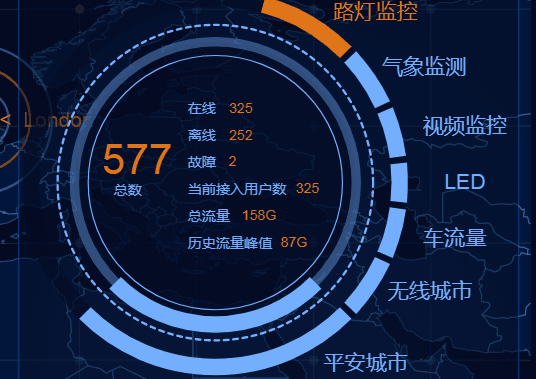 路灯监控
气象监测
视频监控
LED
车流量
无线城市
平安城市
< London
577
总数
在线 325
离线 252
故障 2
当前接入用户数 325
总流量 158G
历史流量峰值 87G